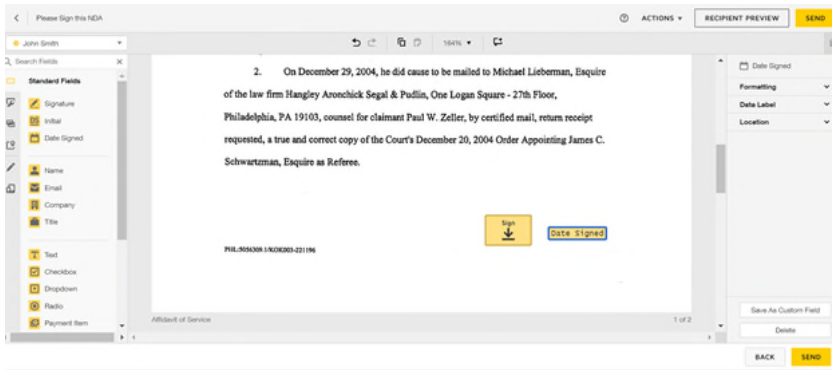 Please Sign this NDA
ACTIONS
RECIPIENT PREVIEW
SEND
John Smith
164%
Search Fields
Standard Fields
Signature
Initial
Date Signed
Name
Email
Company
Title
Text
Checkbox
Dropdown
Radio
Payment Item
2. On December 29, 2004, he did cause to be mailed to Michael Lieberman, Esquire
of the law firm Hangley Aronchick Segal & Pudlin, One Logan Square - 27th Floor,
Philadelphia, PA 19103, counsel for claimant Paul W. Zeller, by certified mail, return receipt
requested, a true and correct copy of the Court's December 20, 2004 Order Appointing James C.
Schwartzman, Esquire as Referee.
Sign
Date Signed
PHL:5056309.1/KOK003-221196
Affidavit of Service
1 of 2
Date Signed
Formatting
Data Label
Location
Save As Custom Field
Delete
BACK
SEND